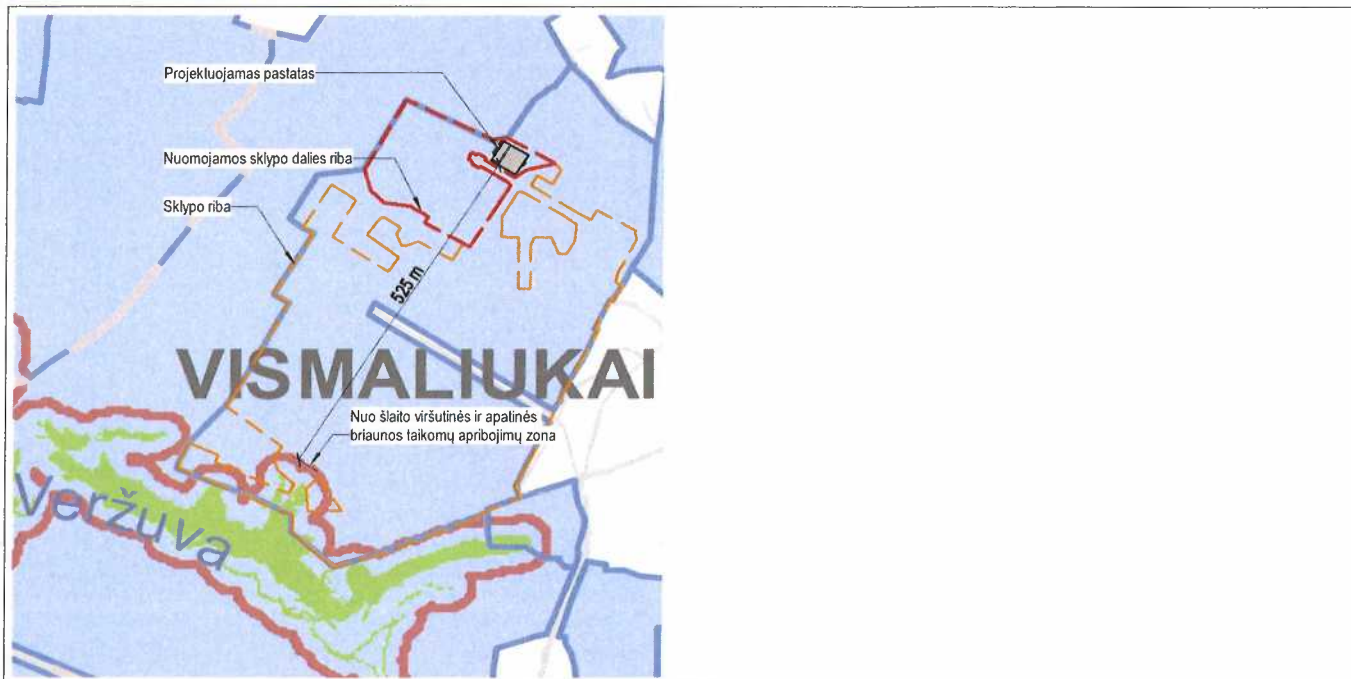 Projektuojamas pastatas
Nuomojamos sklypo dalies riba
Sklypo riba
525 m
VISMALIUKAI
Nuo šlaito viršutinės ir apatinės
briaunos taikomų apribojimų zona
Veržuva